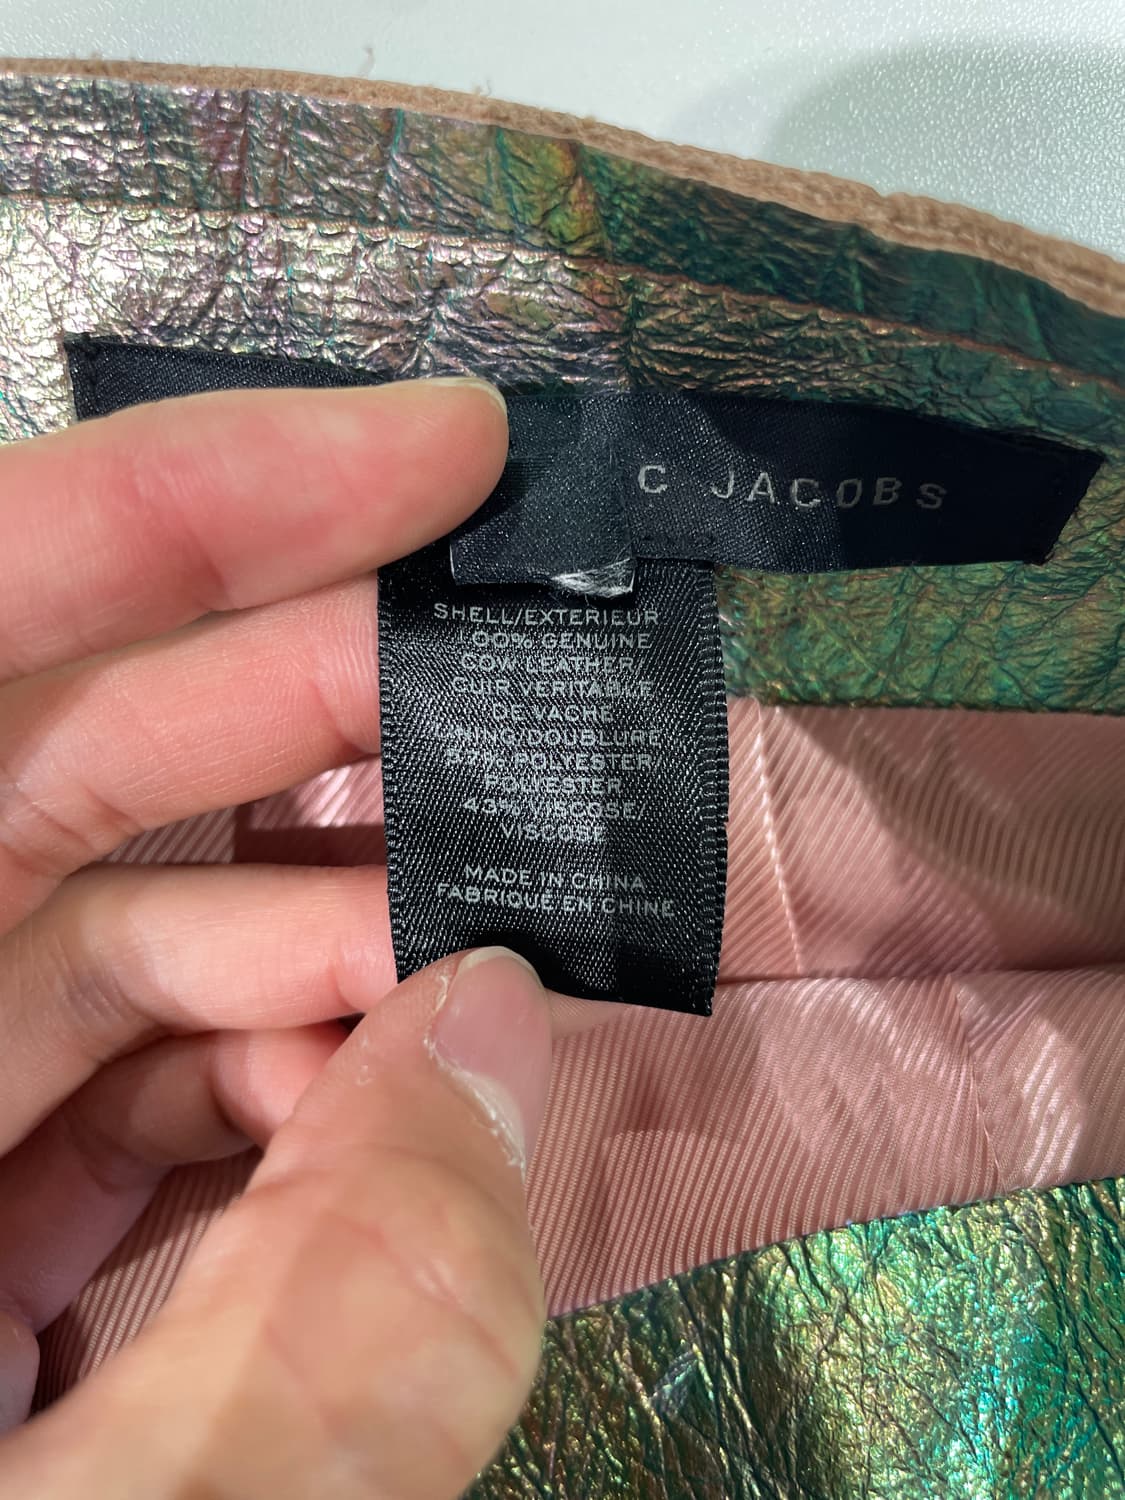 C JACOBS
SHELL/EXTERIEUR
100% GENUINE
COW LEATHER/
CUIR VERITABLE
DE VACHE
LINING/DOUBLURE
57% POLYESTER/
POLYESTER
43% VISCOSE/
VISCOSE
MADE IN CHINA
FABRIQUÉ EN CHINE